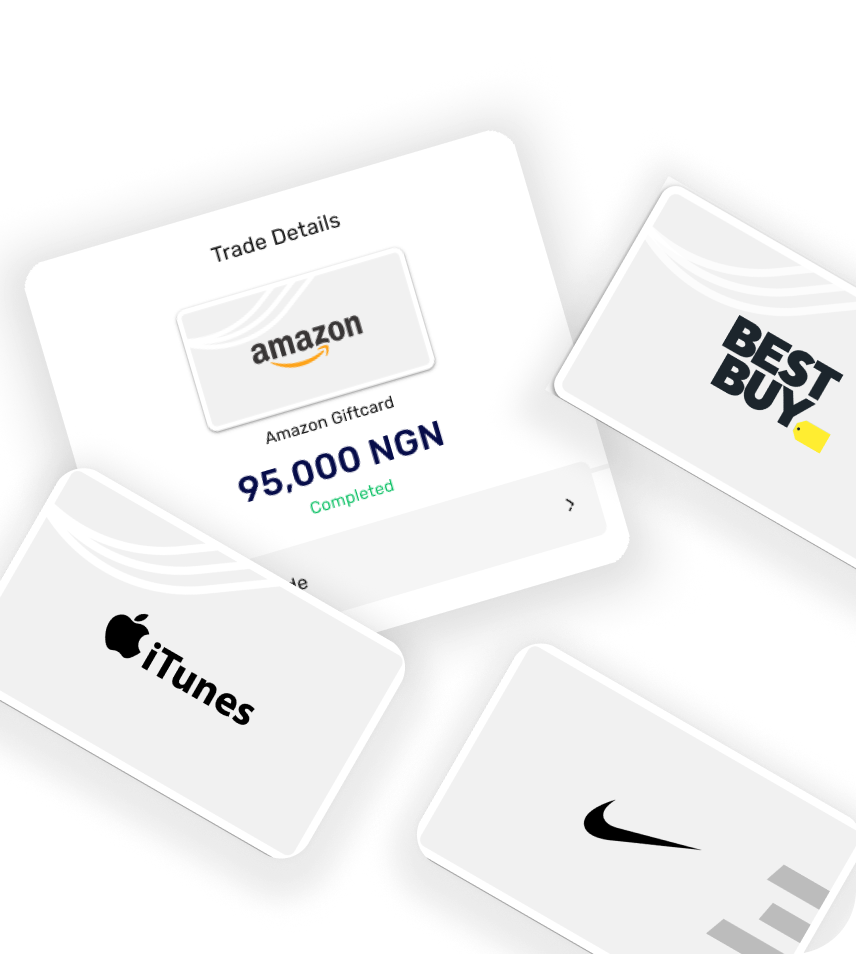 Trade Details
amazon
Amazon Giftcard
95,000 NGN
Completed
BEST
BUY
iTunes